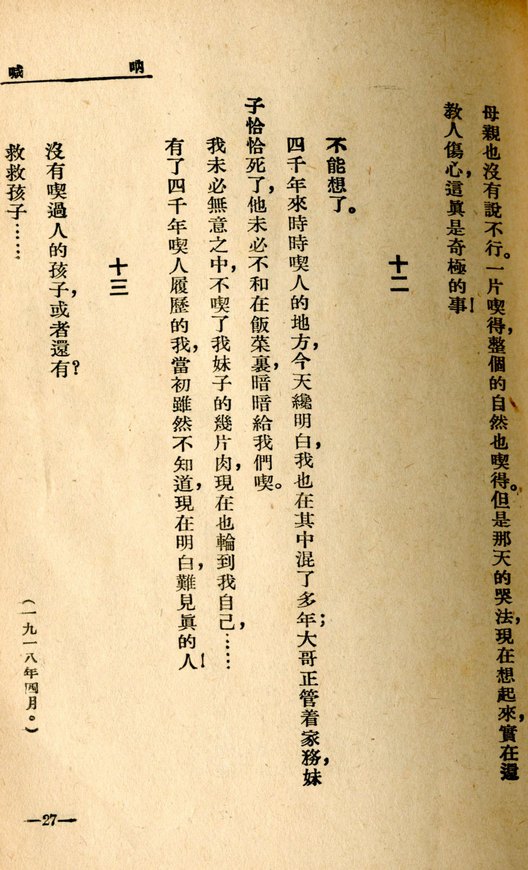 吶喊
母親也沒有說不行。一片喫得，整個的自然也喫得。但是那天的哭法，現在想起來，實在還
教人傷心，這眞是奇極的事！
十二
不能想了。
四千年來時時喫人的地方，今天纔明白，我也在其中混了多年；大哥正管着家務，妹
子恰恰死了，他未必不和在飯菜裏，暗暗給我們喫。
我未必無意之中，不喫了我妹子的幾片肉，現在也輪到我自己，……
有了四千年喫人履歷的我，當初雖然不知道，現在明白，難見眞的人！
十三
沒有喫過人的孩子，或者還有？
救救孩子……
（一九一八年四月。）
—27—